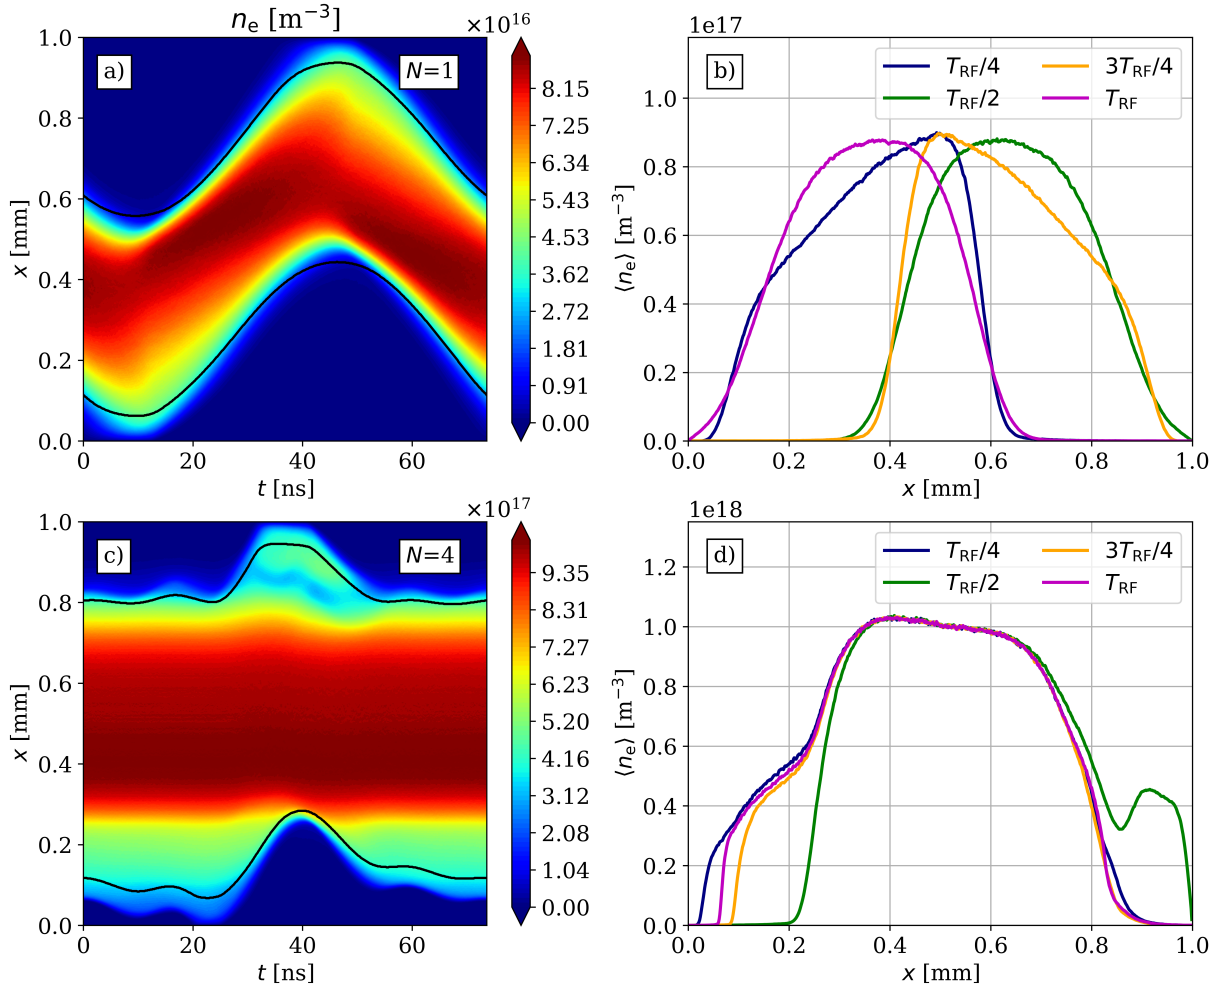 nₑ [m⁻³]
×10¹⁶
a)
N=1
1.0
0.8
0.6
0.4
0.2
0.0
x [mm]
0
20
40
60
t [ns]
8.15
7.25
6.34
5.43
4.53
3.62
2.72
1.81
0.91
0.00
1e17
b)
T_RF/4
T_RF/2
3T_RF/4
T_RF
1.0
0.8
0.6
0.4
0.2
0.0
⟨nₑ⟩ [m⁻³]
0.0
0.2
0.4
0.6
0.8
1.0
x [mm]
×10¹⁷
c)
N=4
1.0
0.8
0.6
0.4
0.2
0.0
x [mm]
0
20
40
60
t [ns]
9.35
8.31
7.27
6.23
5.20
4.16
3.12
2.08
1.04
0.00
1e18
d)
T_RF/4
T_RF/2
3T_RF/4
T_RF
1.2
1.0
0.8
0.6
0.4
0.2
0.0
⟨nₑ⟩ [m⁻³]
0.0
0.2
0.4
0.6
0.8
1.0
x [mm]